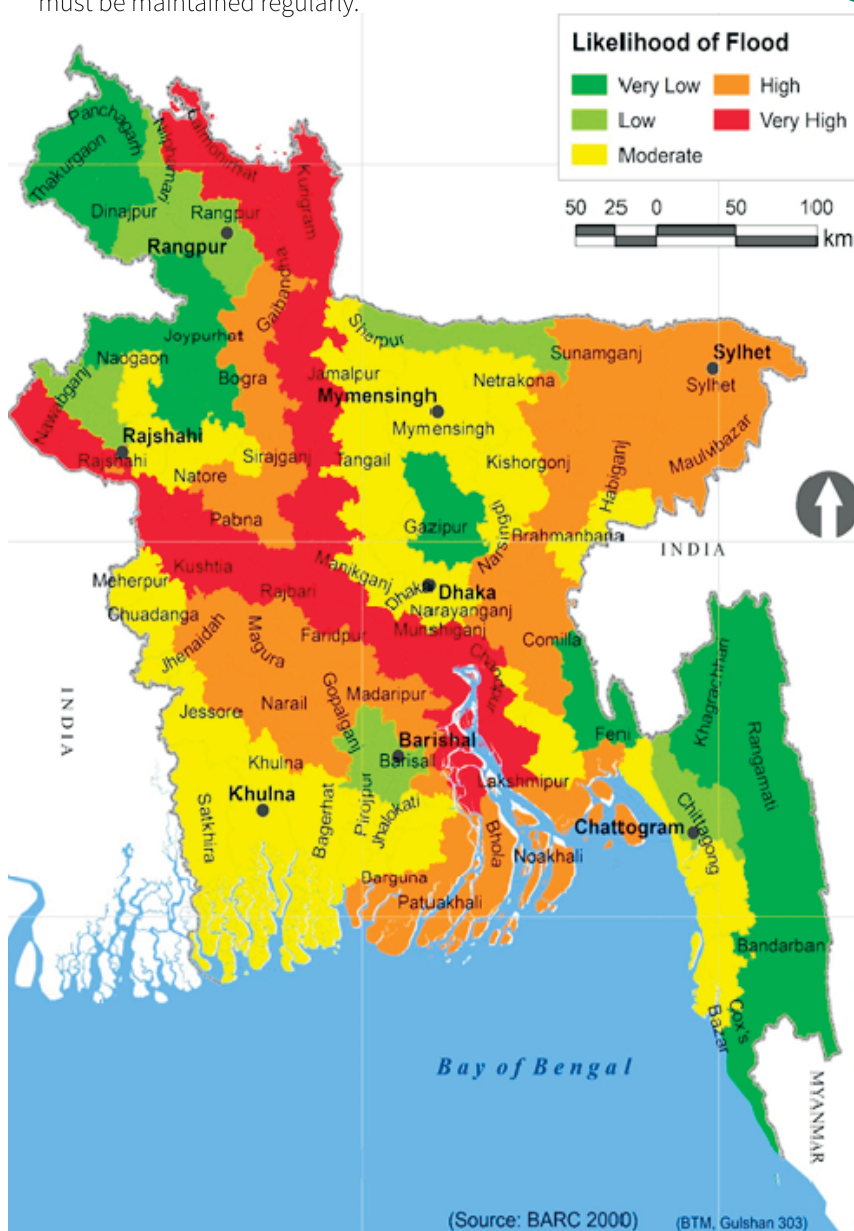 must be maintained regularly.
Likelihood of Flood
Very Low
High
Low
Very High
Moderate
50 25 0 50 100
km
Panchagarh
Thakurgaon
Nilphamari
Lalmonirhat
Kurigram
Dinajpur
Rangpur
Rangpur
Gaibandha
Joypurhat
Naogaon
Nawabganj
Bogra
Sherpur
Jamalpur
Mymensingh
Mymensingh
Netrakona
Sunamganj
Sylhet
Sylhet
Maulvibazar
Habiganj
Kishorgonj
Rajshahi
Rajshahi
Natore
Sirajganj
Tangail
Pabna
Gazipur
Narsingdi
Brahmanbaria
INDIA
Kushtia
Meherpur
Chuadanga
Rajbari
Manikganj
Dhaka
Dhaka
Narayanganj
Munshiganj
Jhenaidah
Magura
Faridpur
Comilla
Chandpur
Khagrachhari
Rangamati
INDIA
Jessore
Narail
Gopalganj
Madaripur
Feni
Barishal
Barisal
Khulna
Khulna
Lakshmipur
Satkhira
Bagerhat
Pirojpur
Jhalokati
Bhola
Noakhali
Chattogram
Chittagong
Barguna
Patuakhali
Bandarban
Cox's
Bazar
Bay of Bengal
MYANMAR
(Source: BARC 2000)
(BTM, Gulshan 303)